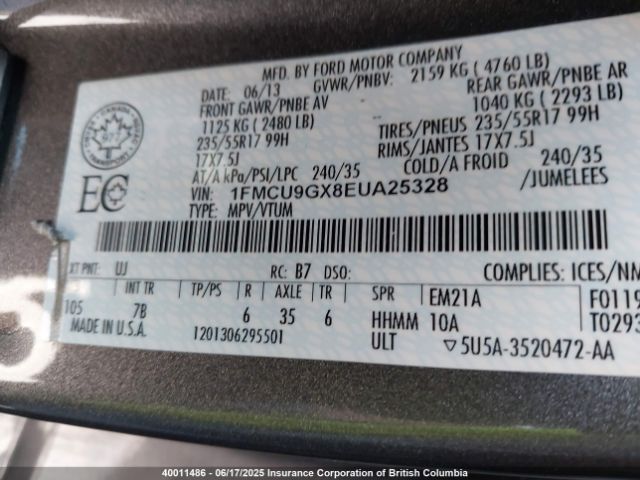 MFD. BY FORD MOTOR COMPANY
DATE: 06/13 GVWR/PNBV: 2159 KG ( 4760 LB)
FRONT GAWR/PNBE AV REAR GAWR/PNBE AR
1125 KG ( 2480 LB) 1040 KG ( 2293 LB)
235/55R17 99H TIRES/PNEUS 235/55R17 99H
17X7.5J RIMS/JANTES 17X7.5J
AT/A kPa/PSI/LPC 240/35 COLD/A FROID 240/35
VIN: 1FMCU9GX8EUA25328 /JUMELEES
TYPE: MPV/VTUM
CANADA
TRANSPORT
EC
XT PNT: UJ RC: B7 DSO: COMPLIES: ICES/NM
INT TR TP/PS R AXLE TR SPR EM21A F0119
105 7B 6 35 6 HHMM 10A T0293
MADE IN U.S.A. 1201306295501 ULT ▽5U5A-3520472-AA
40011486 - 06/17/2025 Insurance Corporation of British Columbia